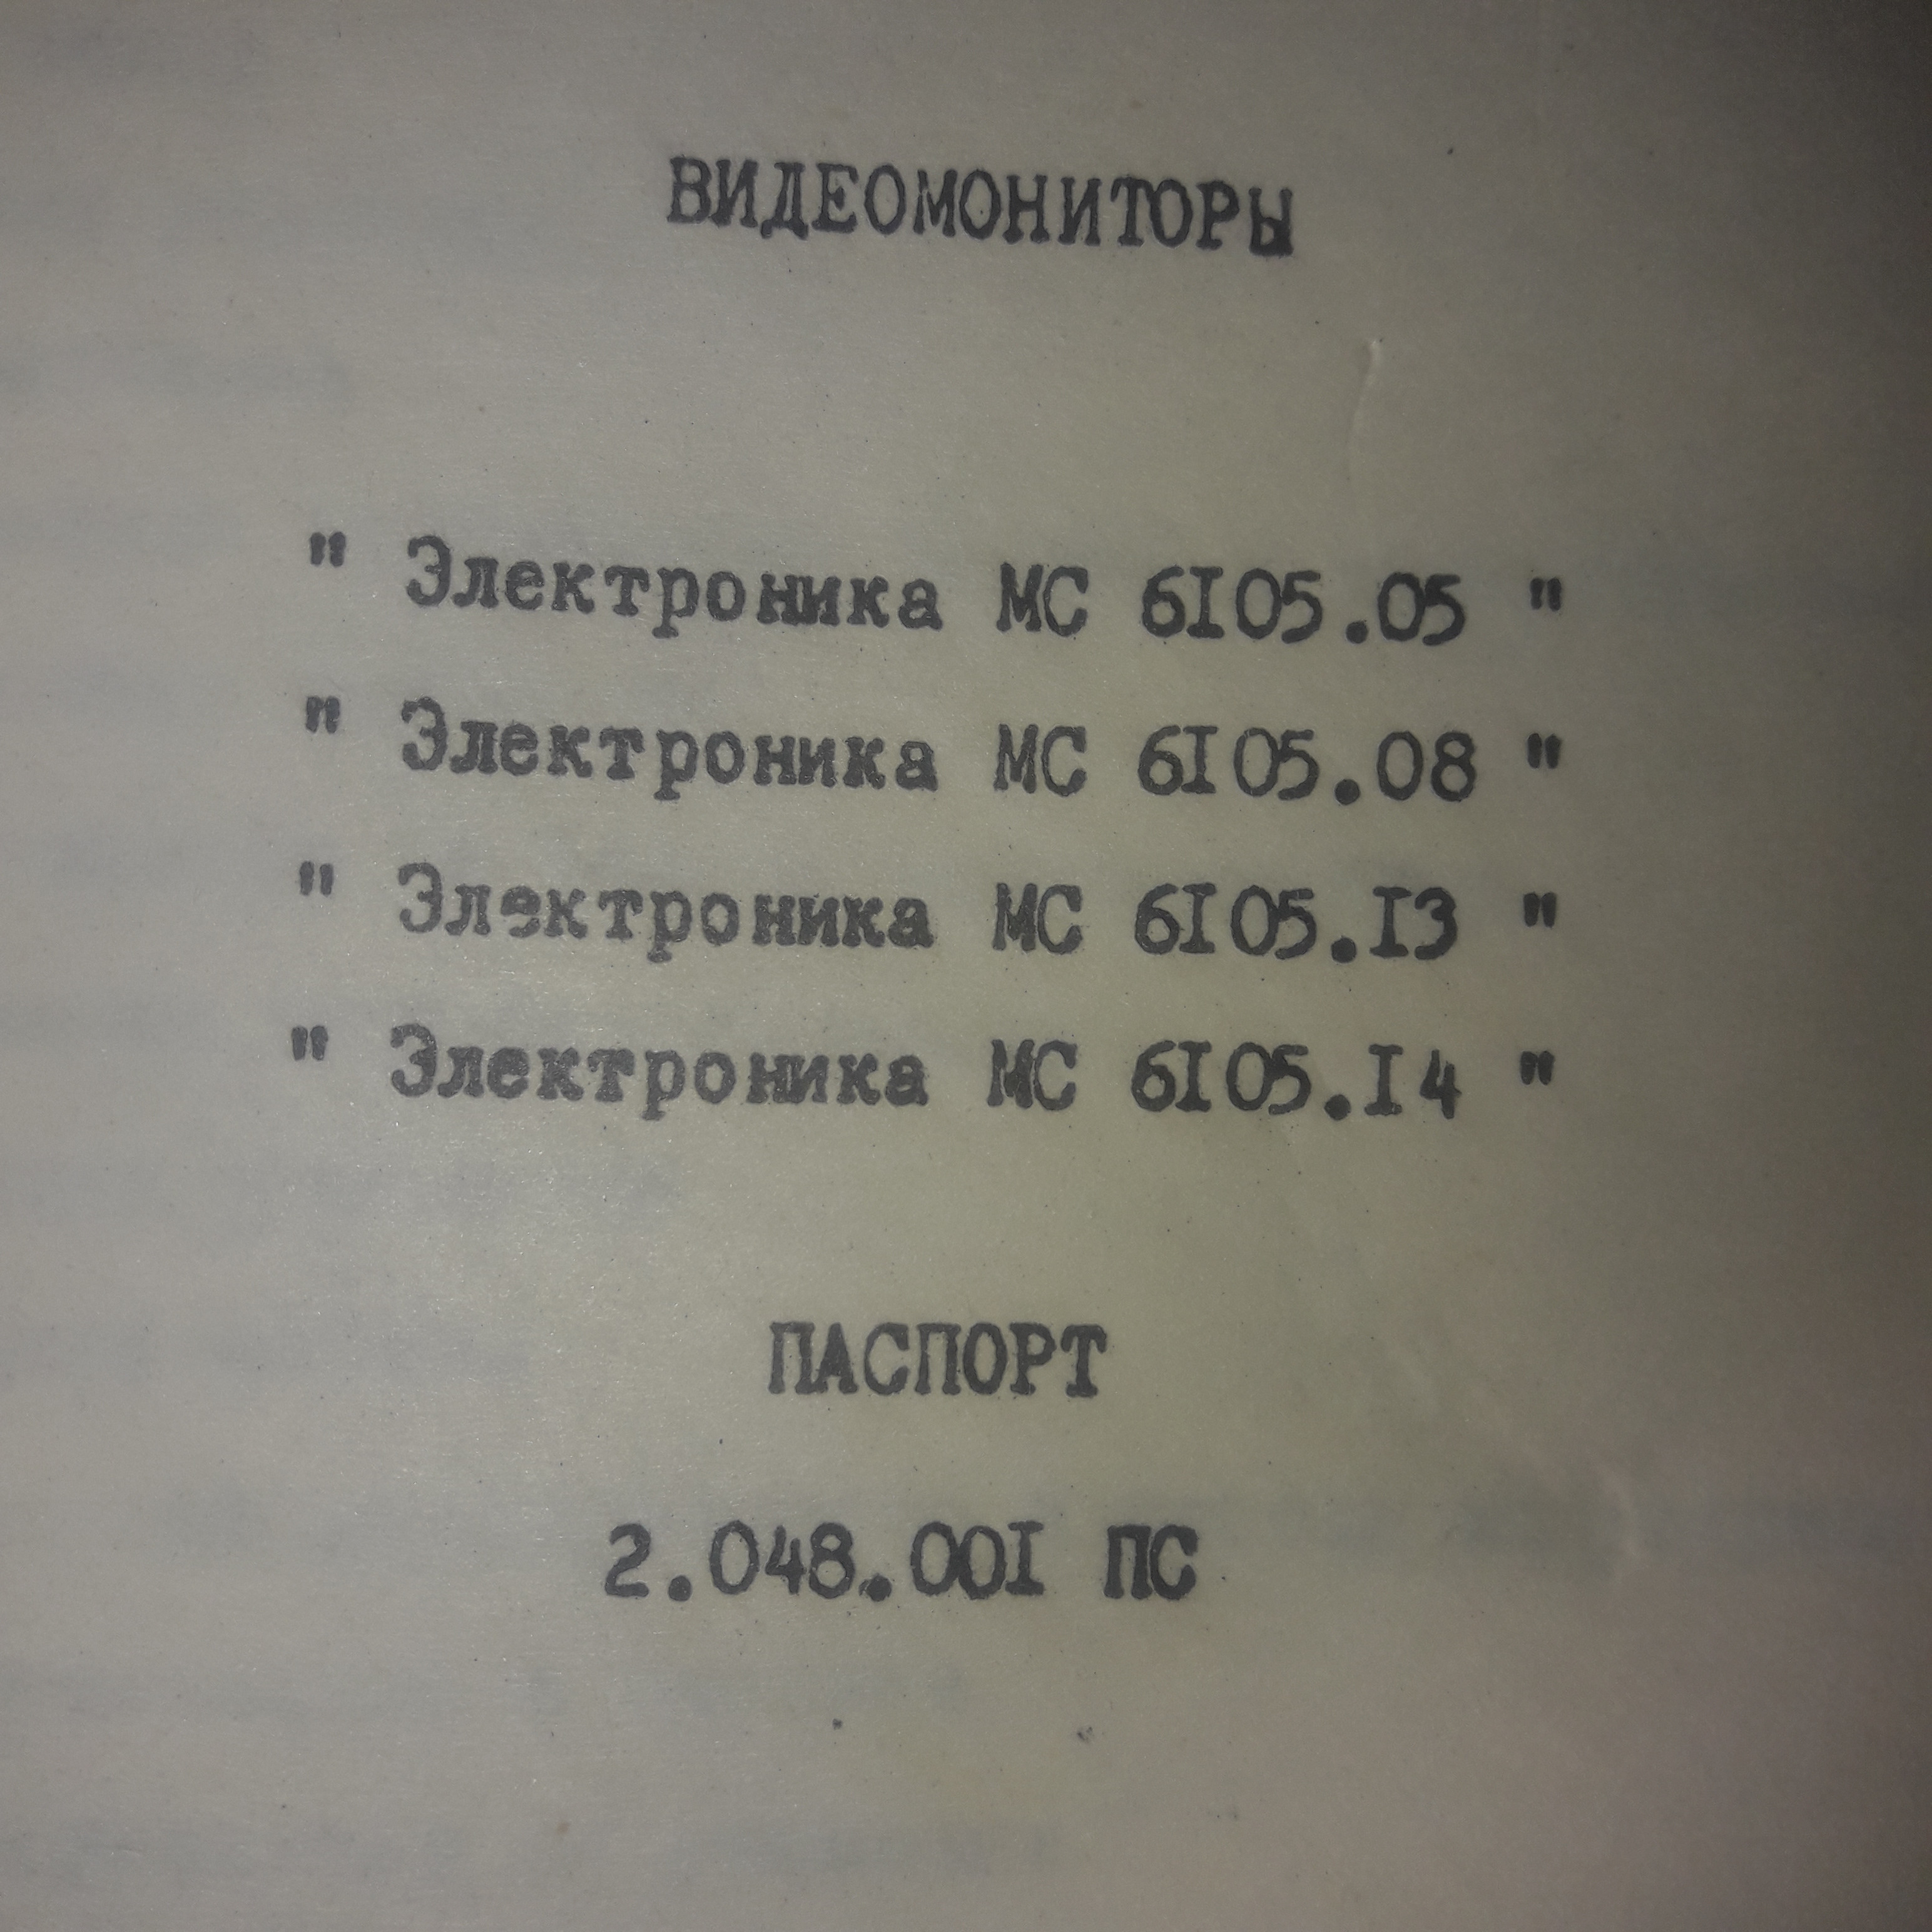 ВИДЕОМОНИТОРЫ
" Электроника МС 6I05.05 "
" Электроника МС 6I05.08 "
" Электроника МС 6I05.I3 "
" Электроника МС 6I05.I4 "
ПАСПОРТ
2.048.00I ПС